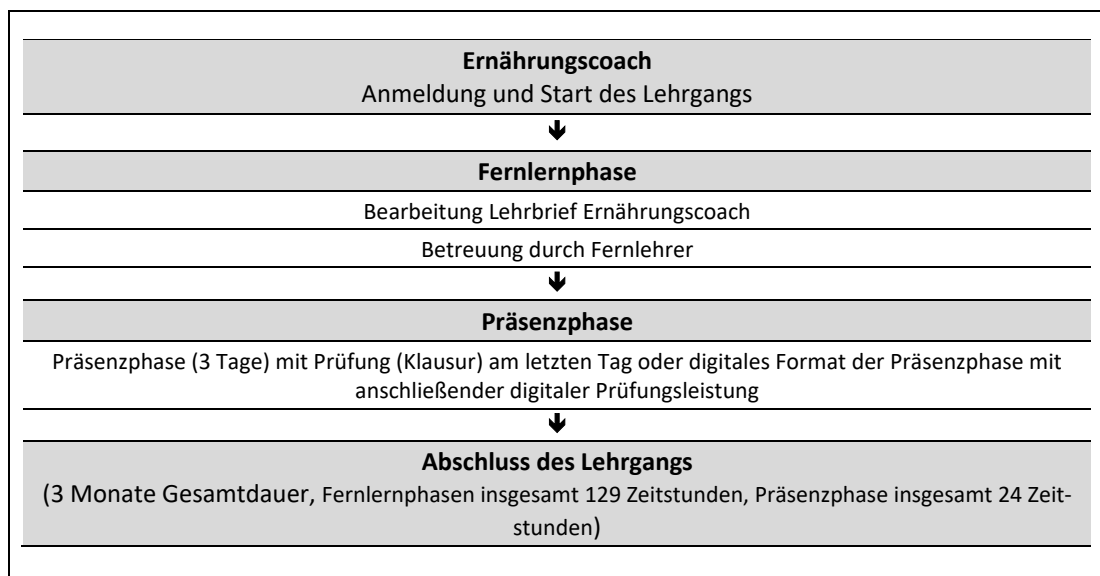 Ernährungscoach
Anmeldung und Start des Lehrgangs
🡻
Fernlernphase
Bearbeitung Lehrbrief Ernährungscoach
Betreuung durch Fernlehrer
🡻
Präsenzphase
Präsenzphase (3 Tage) mit Prüfung (Klausur) am letzten Tag oder digitales Format der Präsenzphase mit
anschließender digitaler Prüfungsleistung
🡻
Abschluss des Lehrgangs
(3 Monate Gesamtdauer, Fernlernphasen insgesamt 129 Zeitstunden, Präsenzphase insgesamt 24 Zeit-
stunden)